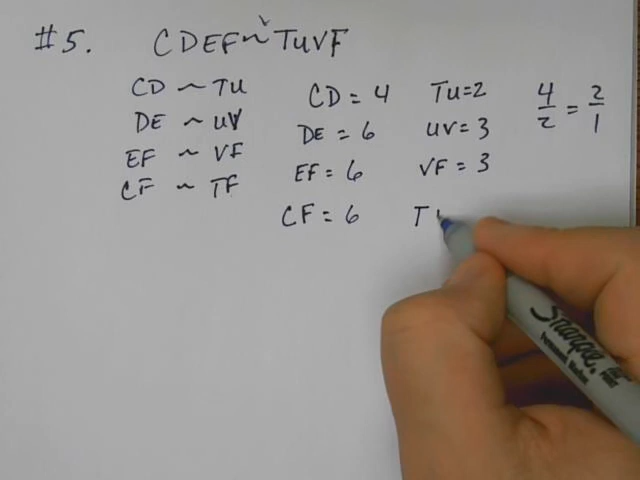 #5. CDEF ~ TUVF
CD ~ TU CD = 4 TU = 2 4/2 = 2/1
DE ~ UV DE = 6 UV = 3
EF ~ VF EF = 6 VF = 3
CF ~ TF CF = 6 T
Sharpie